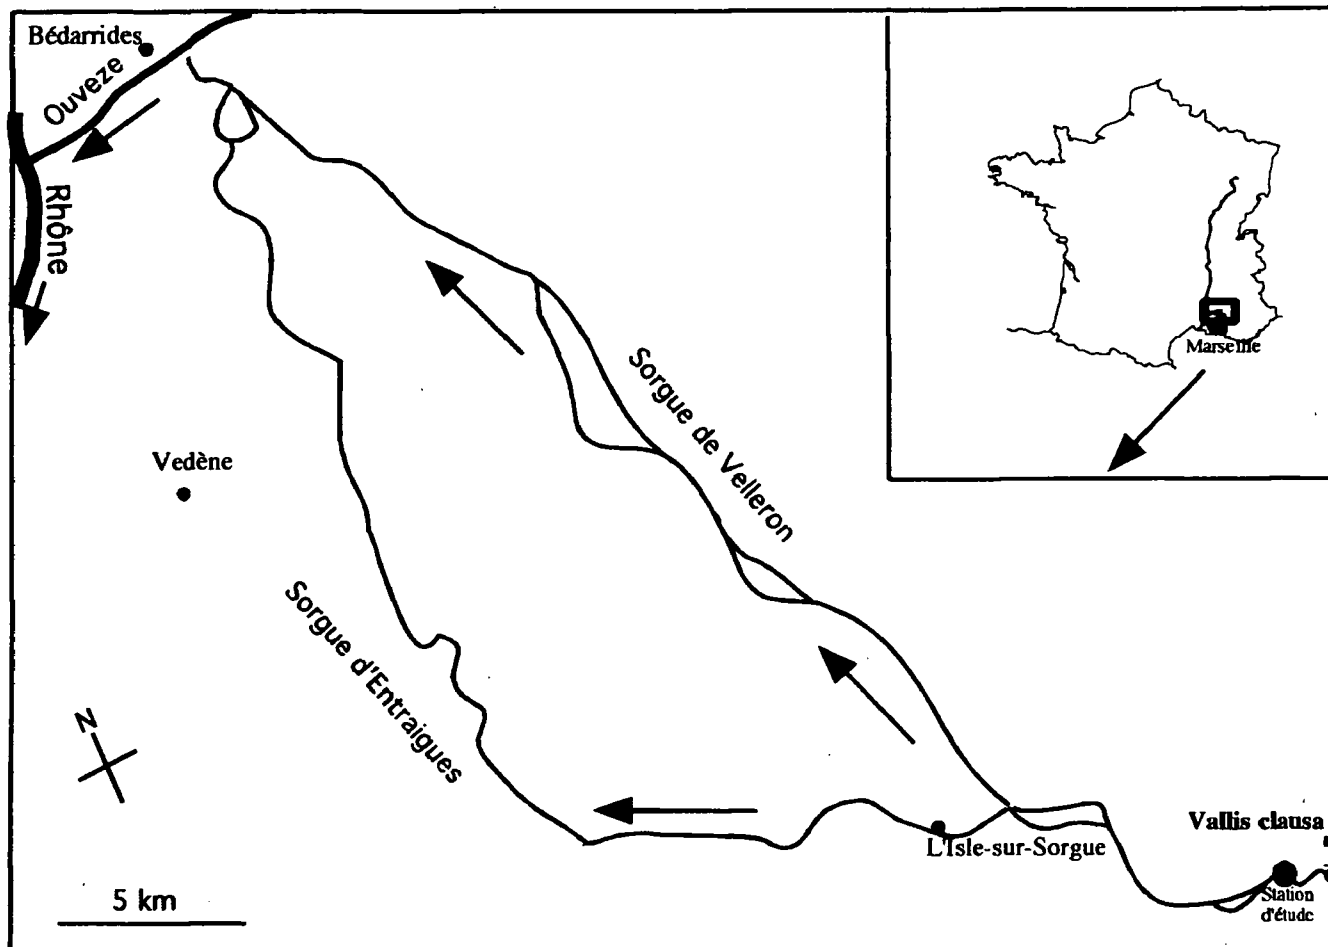 Bédarrides
Ouveze
Rhône
Marseille
Sorgue de Velleron
Vedène
Sorgue d'Entraigues
N
Vallis clausa
L'Isle-sur-Sorgue
Station
d'étude
5 km